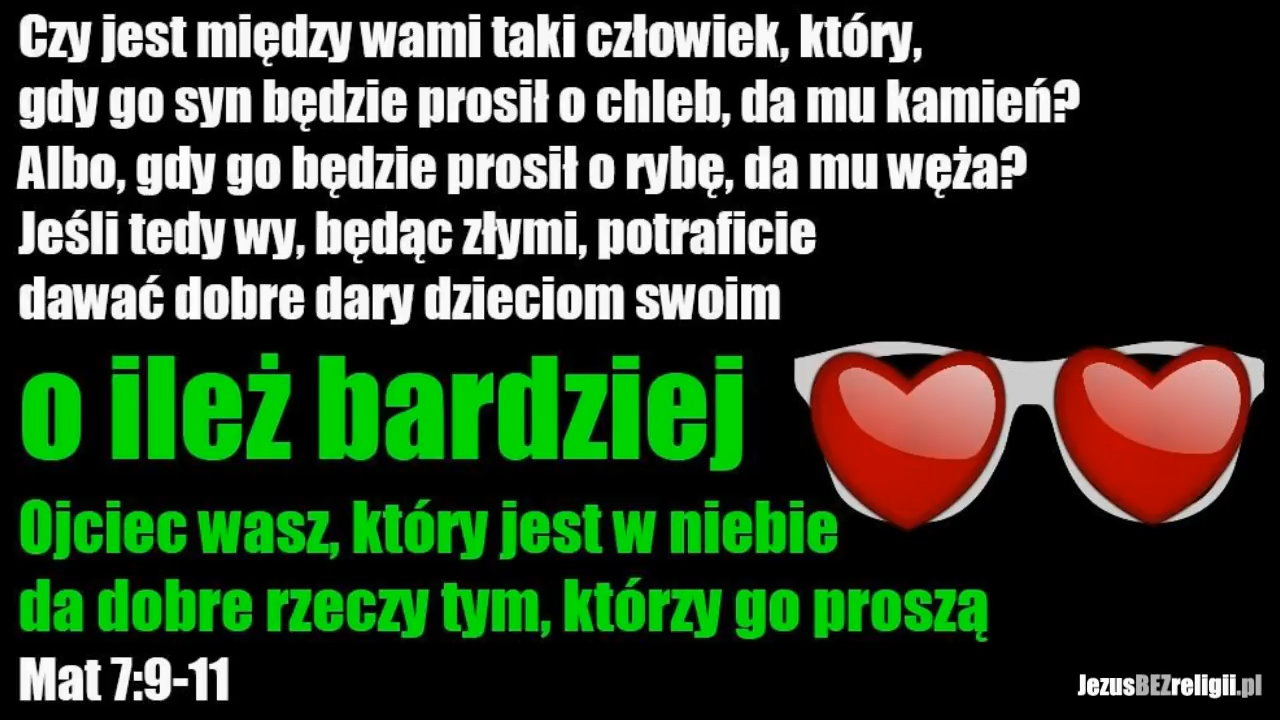 Czy jest między wami taki człowiek, który,
gdy go syn będzie prosił o chleb, da mu kamień?
Albo, gdy go będzie prosił o rybę, da mu węża?
Jeśli tedy wy, będąc złymi, potraficie
dawać dobre dary dzieciom swoim
o ileż bardziej
Ojciec wasz, który jest w niebie
da dobre rzeczy tym, którzy go proszą
Mat 7:9-11
JezusBEZreligii.pl